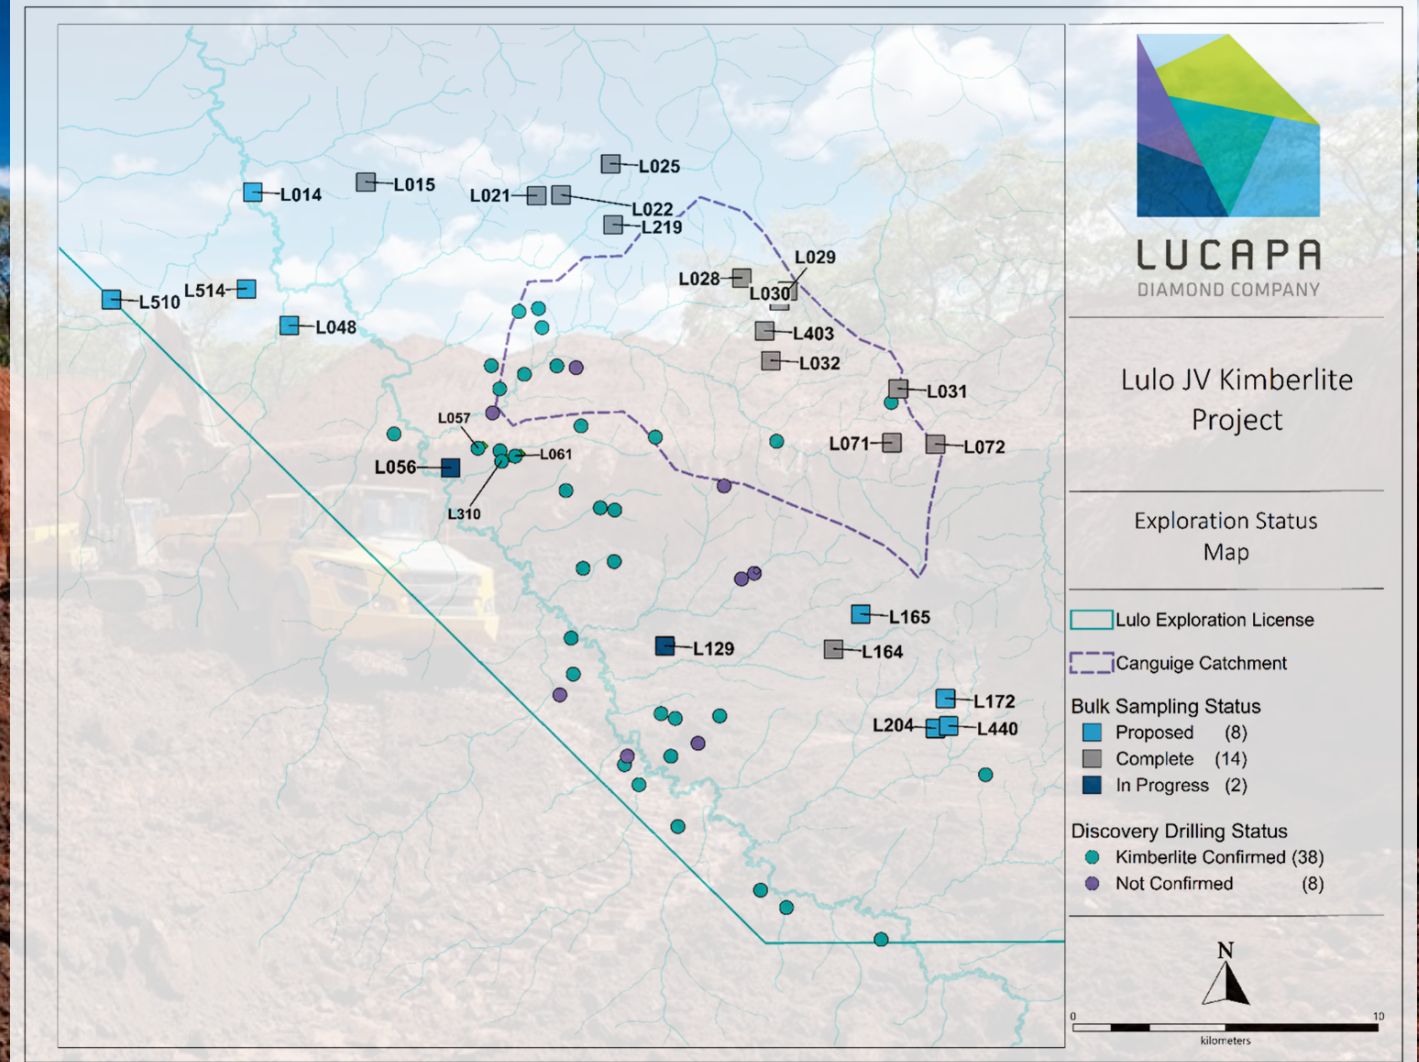 LUCAPA
DIAMOND COMPANY
Lulo JV Kimberlite
Project
Exploration Status
Map
Lulo Exploration License
Canguige Catchment
Bulk Sampling Status
Proposed (8)
Complete (14)
In Progress (2)
Discovery Drilling Status
Kimberlite Confirmed (38)
Not Confirmed (8)
N
0 10
kilometers
L025
L014
L015
L021
L022
L219
L029
L028
L030
L510
L514
L048
L403
L032
L031
L057
L061
L056
L310
L071
L072
L165
L129
L164
L172
L204
L440